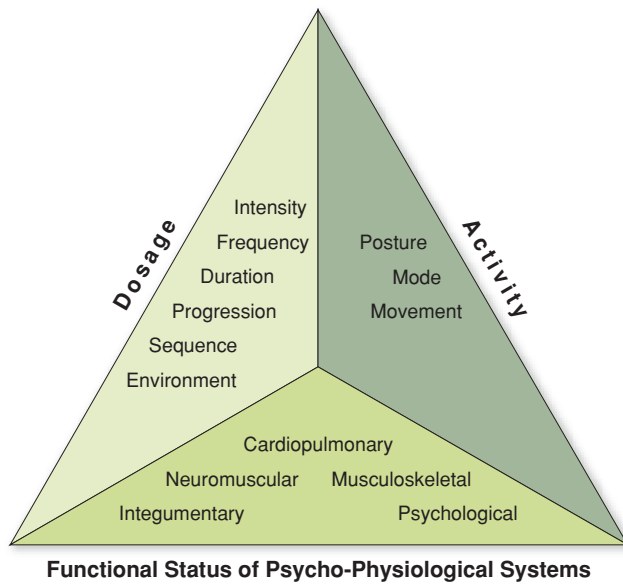 Dosage
Intensity
Frequency
Duration
Progression
Sequence
Environment
Activity
Posture
Mode
Movement
Cardiopulmonary
Neuromuscular Musculoskeletal
Integumentary Psychological
Functional Status of Psycho-Physiological Systems